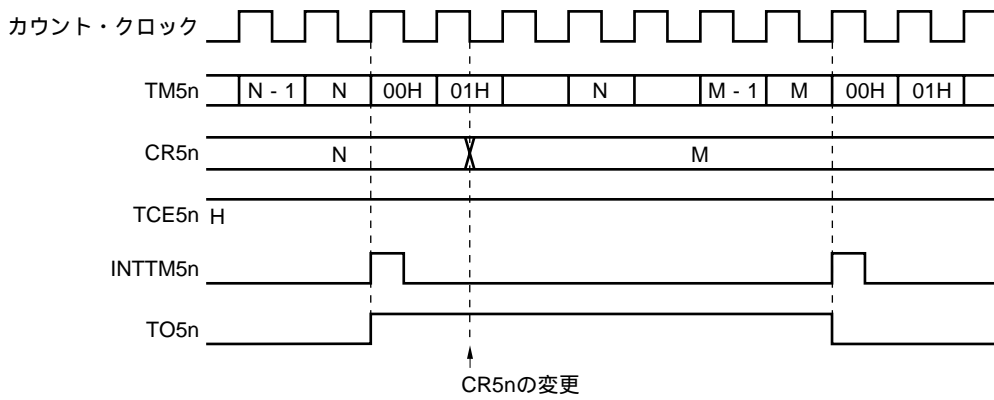 カウント・クロック
TM5n N - 1 N 00H 01H N M - 1 M 00H 01H
CR5n N M
TCE5n H
INTTM5n
TO5n
CR5nの変更